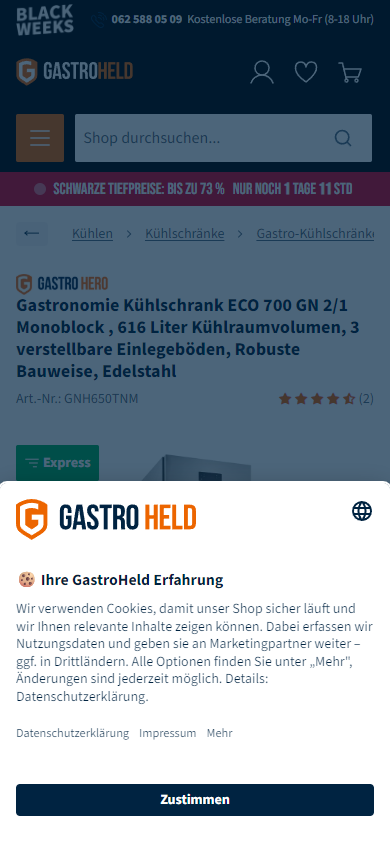 BLACK
WEEKS
062 588 05 09 Kostenlose Beratung Mo-Fr (8-18 Uhr)
GASTROHELD
Shop durchsuchen...
SCHWARZE TIEFPREISE: BIS ZU 73 % NUR NOCH 1 TAGE 11 STD
Kühlen > Kühlschränke > Gastro-Kühlschränke
GASTRO HERO
Gastronomie Kühlschrank ECO 700 GN 2/1
Monoblock , 616 Liter Kühlraumvolumen, 3
verstellbare Einlegeböden, Robuste
Bauweise, Edelstahl
Art.-Nr.: GNH650TNM
(2)
Express
GASTRO HELD
Ihre GastroHeld Erfahrung
Wir verwenden Cookies, damit unser Shop sicher läuft und
wir Ihnen relevante Inhalte zeigen können. Dabei erfassen wir
Nutzungsdaten und geben sie an Marketingpartner weiter –
ggf. in Drittländern. Alle Optionen finden Sie unter „Mehr",
Änderungen sind jederzeit möglich. Details:
Datenschutzerklärung.
Datenschutzerklärung Impressum Mehr
Zustimmen